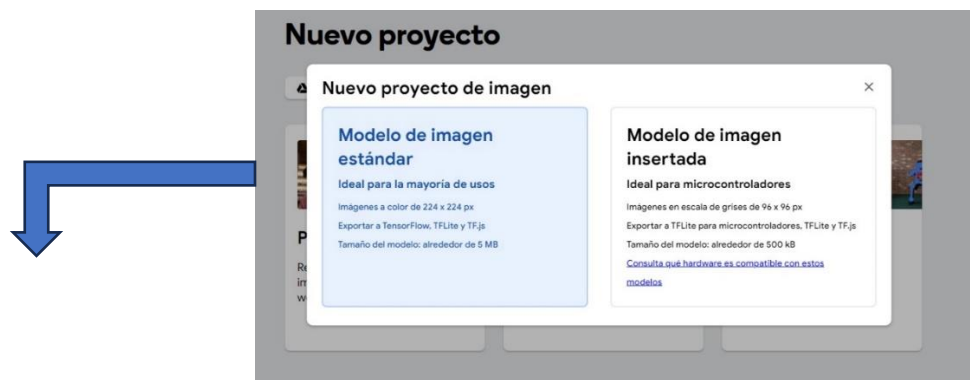 Nuevo proyecto
Nuevo proyecto de imagen
Modelo de imagen
estándar
Ideal para la mayoría de usos
Imágenes a color de 224 x 224 px
Exportar a TensorFlow, TFLite y TF.js
Tamaño del modelo: alrededor de 5 MB
Modelo de imagen
insertada
Ideal para microcontroladores
Imágenes en escala de grises de 96 x 96 px
Exportar a TFLite para microcontroladores, TFLite y TF.js
Tamaño del modelo: alrededor de 500 kB
Consulta qué hardware es compatible con estos
modelos